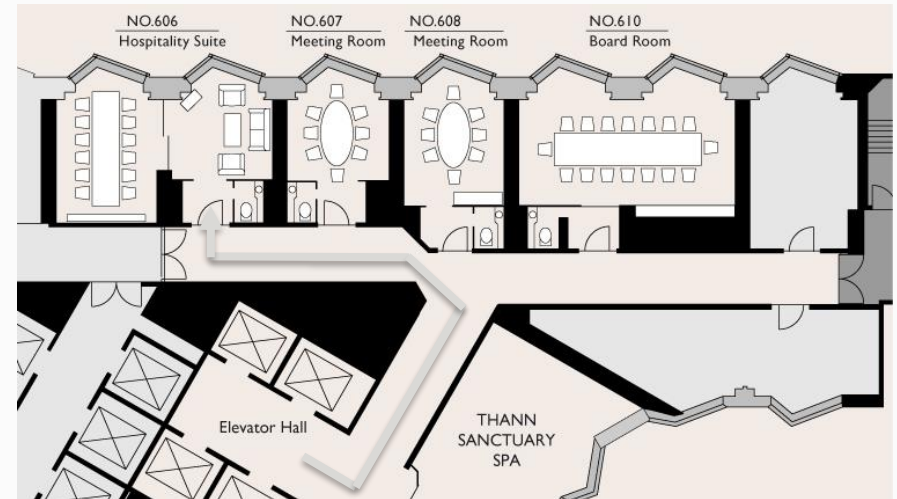 NO.606
Hospitality Suite
NO.607
Meeting Room
NO.608
Meeting Room
NO.610
Board Room
Elevator Hall
THANN
SANCTUARY
SPA